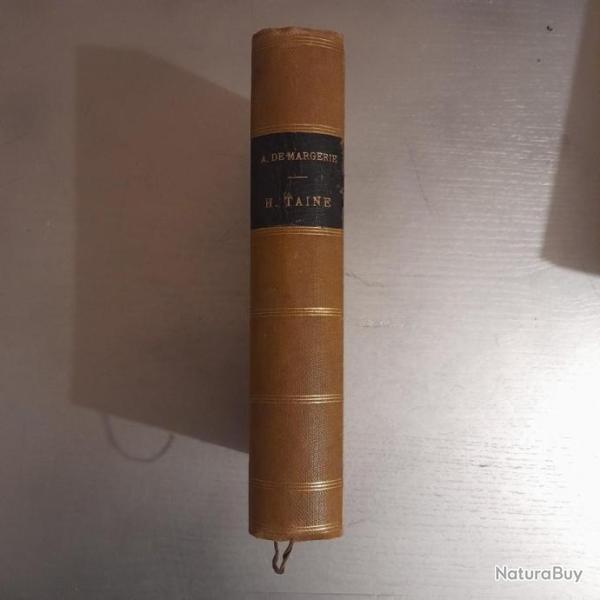 A. DE MARGERIE
H. TAINE
NaturaBuy